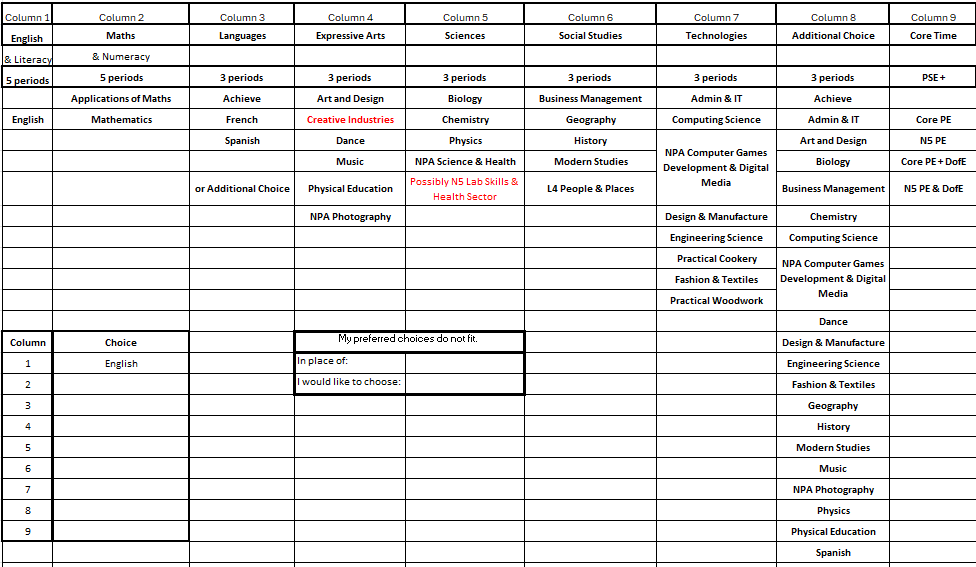 Column 1 Column 2 Column 3 Column 4 Column 5 Column 6 Column 7 Column 8 Column 9
English Maths Languages Expressive Arts Sciences Social Studies Technologies Additional Choice Core Time
& Literacy & Numeracy
5 periods 5 periods 3 periods 3 periods 3 periods 3 periods 3 periods 3 periods PSE +
Applications of Maths Achieve Art and Design Biology Business Management Admin & IT Achieve
English Mathematics French Creative Industries Chemistry Geography Computing Science Admin & IT Core PE
Spanish Dance Physics History Art and Design N5 PE
Music NPA Science & Health Modern Studies NPA Computer Games Biology Core PE + DofE
Development & Digital
Media
or Additional Choice Physical Education Possibly N5 Lab Skills & L4 People & Places Business Management N5 PE & DofE
Health Sector
NPA Photography Design & Manufacture Chemistry
Engineering Science Computing Science
Practical Cookery NPA Computer Games
Fashion & Textiles Development & Digital
Practical Woodwork Media
Dance
Column Choice My preferred choices do not fit. Design & Manufacture
1 English In place of: Engineering Science
2 I would like to choose: Fashion & Textiles
3 Geography
4 History
5 Modern Studies
6 Music
7 NPA Photography
8 Physics
9 Physical Education
Spanish